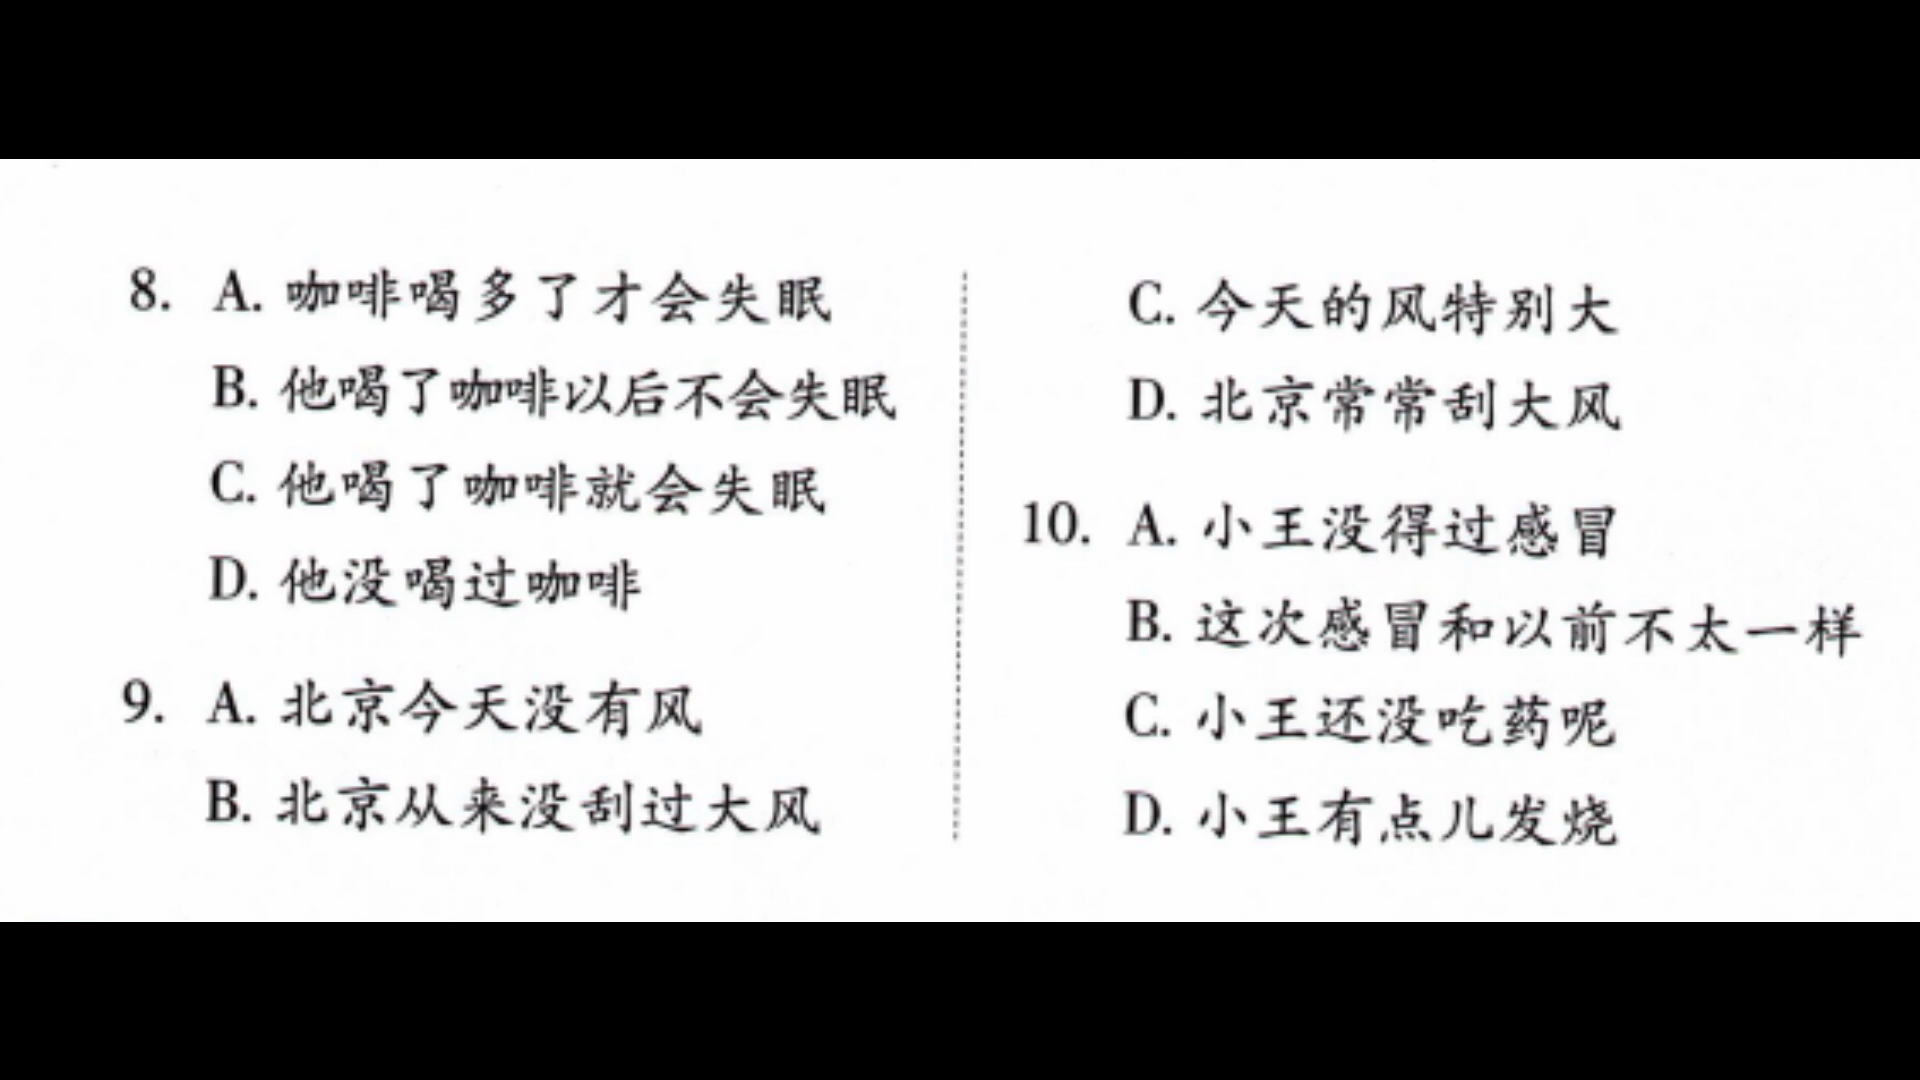 8. A. 咖啡喝多了才会失眠
B. 他喝了咖啡以后不会失眠
C. 他喝了咖啡就会失眠
D. 他没喝过咖啡
9. A. 北京今天没有风
B. 北京从来没刮过大风
C. 今天的风特别大
D. 北京常常刮大风
10. A. 小王没得过感冒
B. 这次感冒和以前不太一样
C. 小王还没吃药呢
D. 小王有点儿发烧